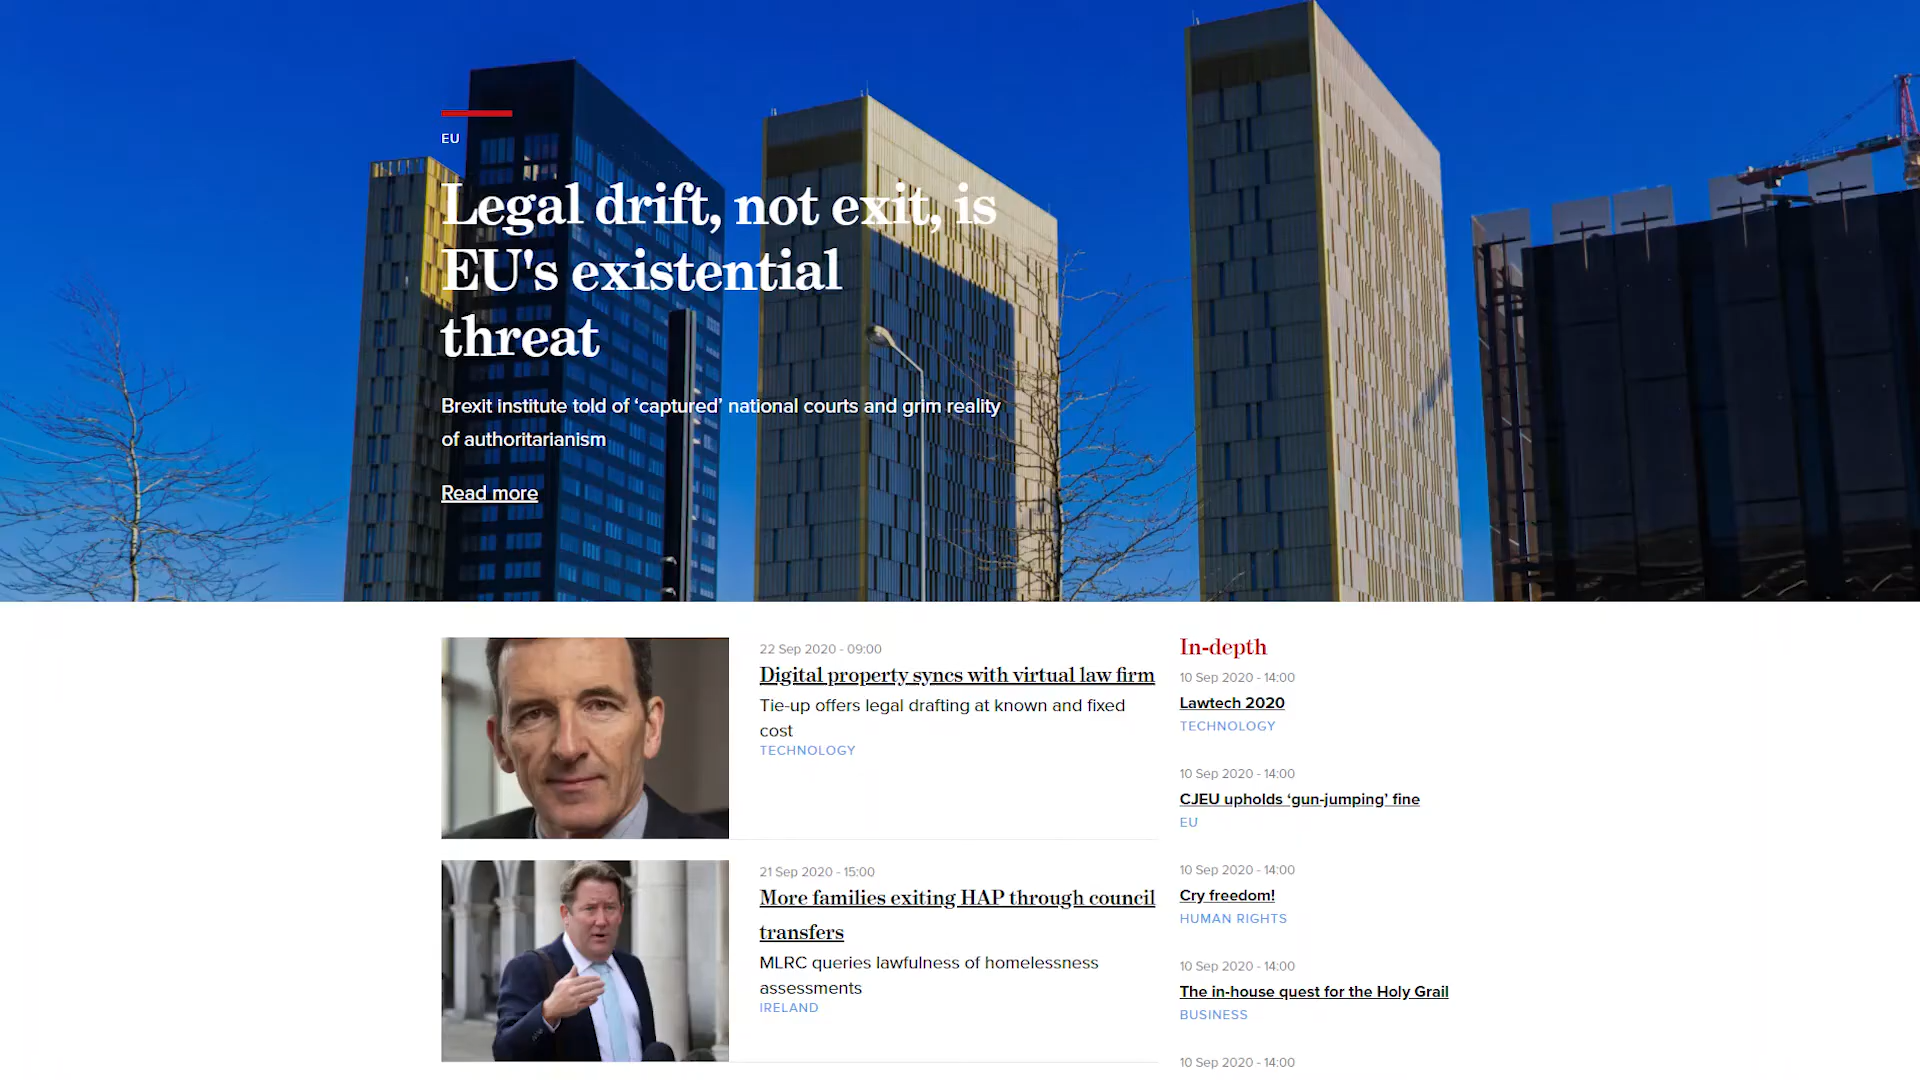 EU
Legal drift, not exit, is
EU's existential
threat
Brexit institute told of ‘captured’ national courts and grim reality
of authoritarianism
Read more
22 Sep 2020 - 09:00
Digital property syncs with virtual law firm
Tie-up offers legal drafting at known and fixed
cost
TECHNOLOGY
21 Sep 2020 - 15:00
More families exiting HAP through council
transfers
MLRC queries lawfulness of homelessness
assessments
IRELAND
In-depth
10 Sep 2020 - 14:00
Lawtech 2020
TECHNOLOGY
10 Sep 2020 - 14:00
CJEU upholds ‘gun-jumping’ fine
EU
10 Sep 2020 - 14:00
Cry freedom!
HUMAN RIGHTS
10 Sep 2020 - 14:00
The in-house quest for the Holy Grail
BUSINESS
10 Sep 2020 - 14:00